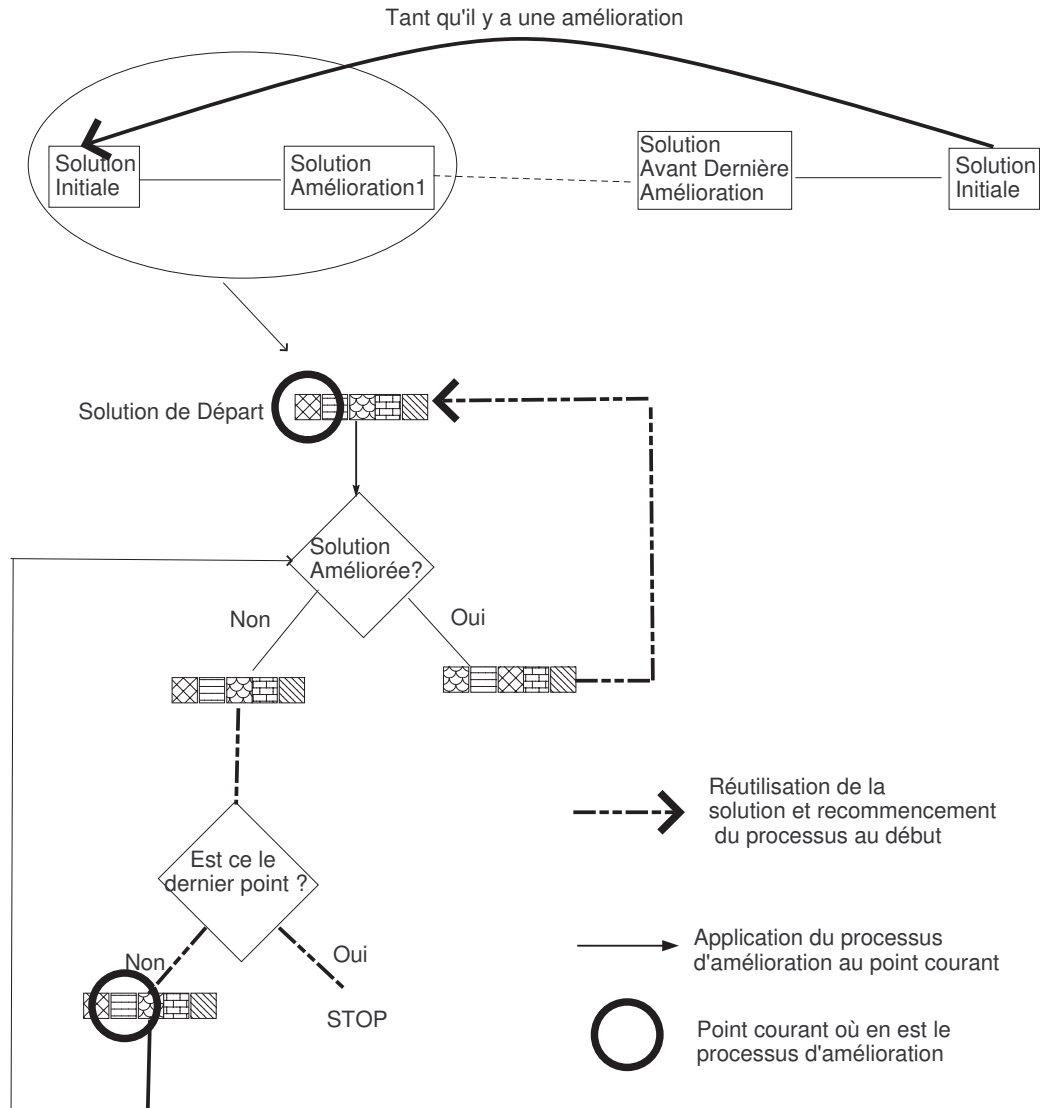 Tant qu'il y a une amélioration
Solution
Initiale
Solution
Amélioration1
Solution
Avant Dernière
Amélioration
Solution
Initiale
Solution de Départ
Solution
Améliorée?
Non
Oui
Est ce le
dernier point ?
Non
Oui
STOP
Réutilisation de la
solution et recommencement
du processus au début
Application du processus
d'amélioration au point courant
Point courant où en est le
processus d'amélioration